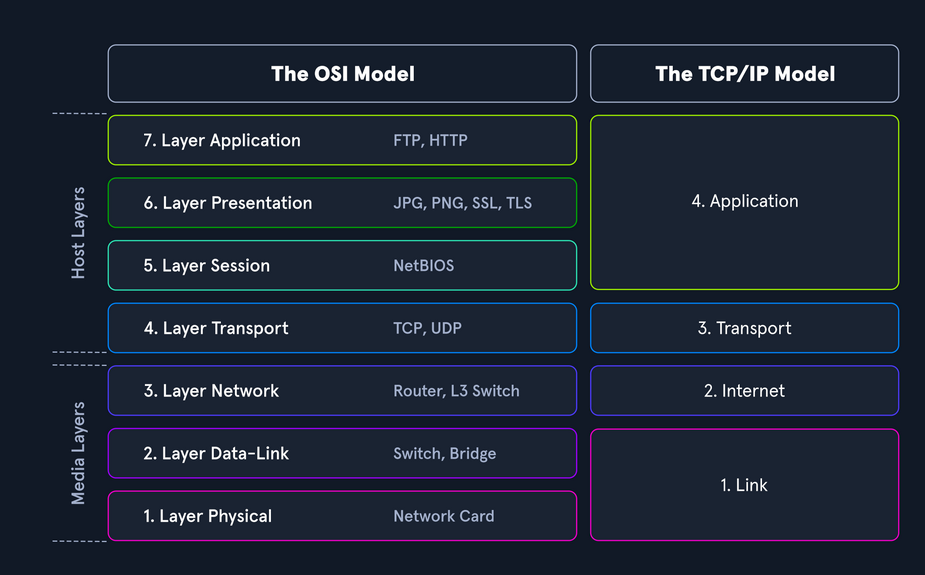 The OSI Model
The TCP/IP Model
Host Layers
7. Layer Application
FTP, HTTP
6. Layer Presentation
JPG, PNG, SSL, TLS
5. Layer Session
NetBIOS
4. Layer Transport
TCP, UDP
4. Application
3. Transport
Media Layers
3. Layer Network
Router, L3 Switch
2. Layer Data-Link
Switch, Bridge
1. Layer Physical
Network Card
2. Internet
1. Link